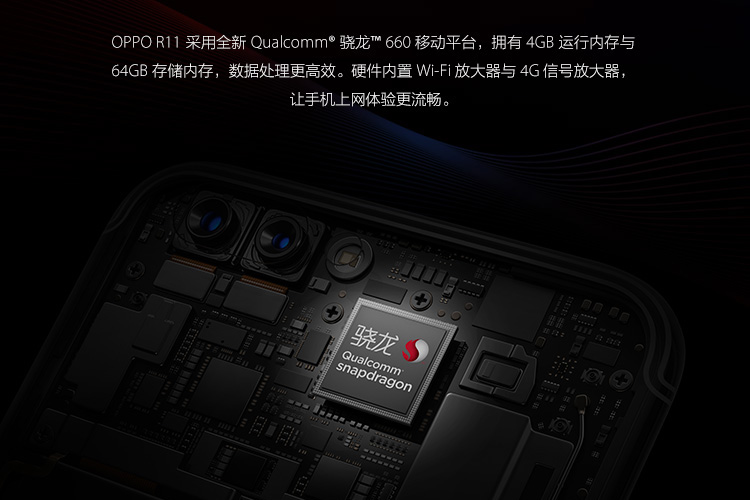 OPPO R11 采用全新 Qualcomm® 骁龙™ 660 移动平台，拥有 4GB 运行内存与
64GB 存储内存，数据处理更高效。硬件内置 Wi-Fi 放大器与 4G 信号放大器，
让手机上网体验更流畅。
骁龙
Qualcomm
snapdragon